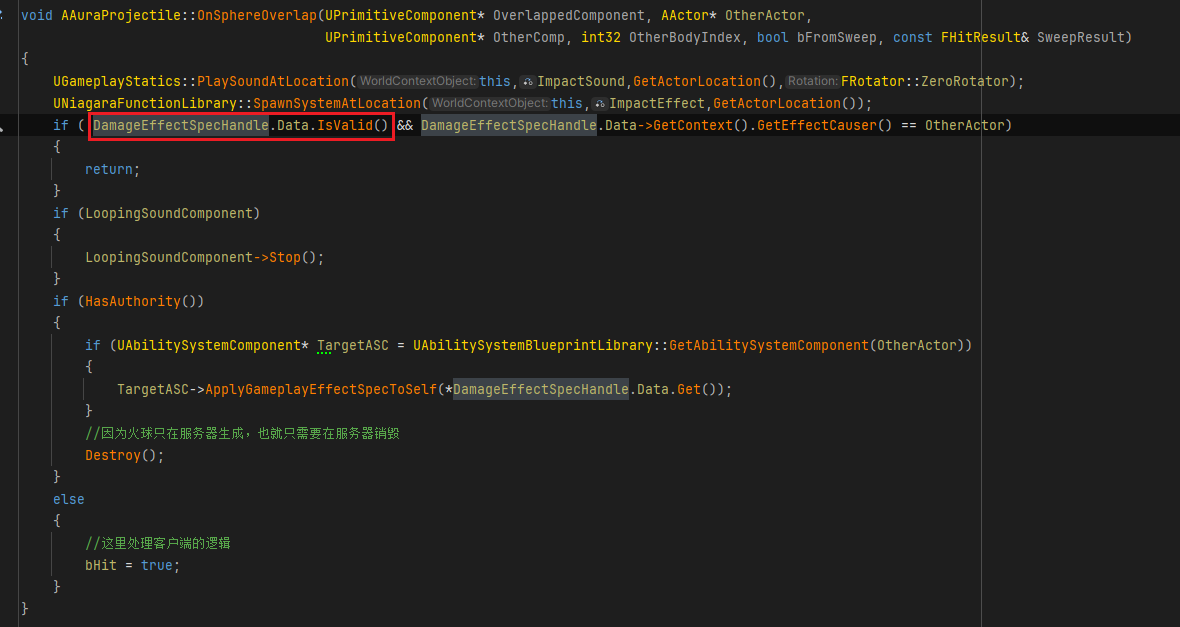 void AAuraProjectile::OnSphereOverlap(UPrimitiveComponent* OverlappedComponent, AActor* OtherActor,
UPrimitiveComponent* OtherComp, int32 OtherBodyIndex, bool bFromSweep, const FHitResult& SweepResult)
{
UGameplayStatics::PlaySoundAtLocation(WorldContextObject:this,ImpactSound,GetActorLocation(),Rotation:FRotator::ZeroRotator);
UNiagaraFunctionLibrary::SpawnSystemAtLocation(WorldContextObject:this,ImpactEffect,GetActorLocation());
if ( DamageEffectSpecHandle.Data.IsValid() && DamageEffectSpecHandle.Data->GetContext().GetEffectCauser() == OtherActor)
{
return;
}
if (LoopingSoundComponent)
{
LoopingSoundComponent->Stop();
}
if (HasAuthority())
{
if (UAbilitySystemComponent* TargetASC = UAbilitySystemBlueprintLibrary::GetAbilitySystemComponent(OtherActor))
{
TargetASC->ApplyGameplayEffectSpecToSelf(*DamageEffectSpecHandle.Data.Get());
}
//因为火球只在服务器生成，也就只需要在服务器销毁
Destroy();
}
else
{
//这里处理客户端的逻辑
bHit = true;
}
}